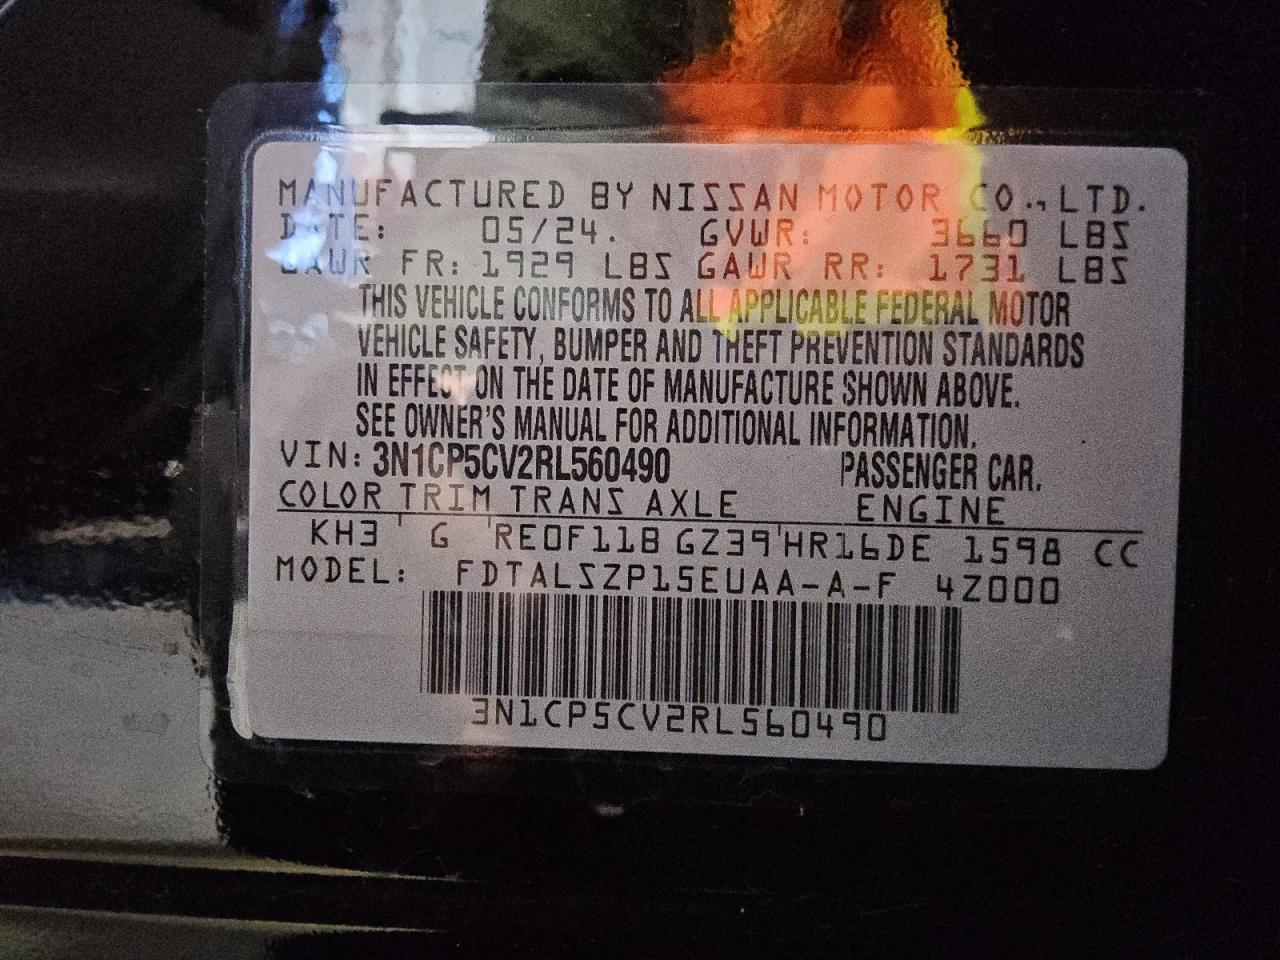 MANUFACTURED BY NISSAN MOTOR CO., LTD.
DATE: 05/24. GVWR: 3660 LBS
GAWR FR: 1929 LBS GAWR RR: 1731 LBS
THIS VEHICLE CONFORMS TO ALL APPLICABLE FEDERAL MOTOR
VEHICLE SAFETY, BUMPER AND THEFT PREVENTION STANDARDS
IN EFFECT ON THE DATE OF MANUFACTURE SHOWN ABOVE.
SEE OWNER'S MANUAL FOR ADDITIONAL INFORMATION.
VIN: 3N1CP5CV2RL560490 PASSENGER CAR.
COLOR TRIM TRANS AXLE ENGINE
KH3 ' G 'RE0F11B GZ39'HR16DE 1598 CC
MODEL: FDTALSZP15EUAA-A-F 4Z000
3N1CP5CV2RL560490